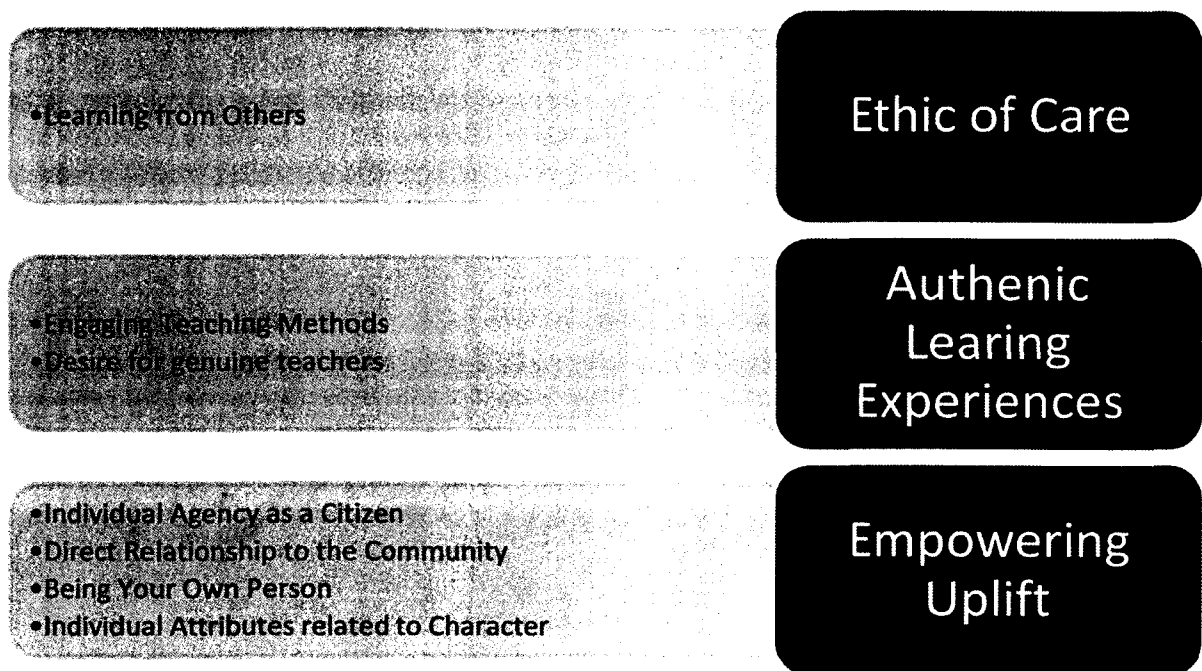 •Learning from Others
Ethic of Care
•Engaging Teaching Methods
•Desire for genuine teachers
Authenic
Learing
Experiences
•Individual Agency as a Citizen
•Direct Relationship to the Community
•Being Your Own Person
•Individual Attributes related to Character
Empowering
Uplift